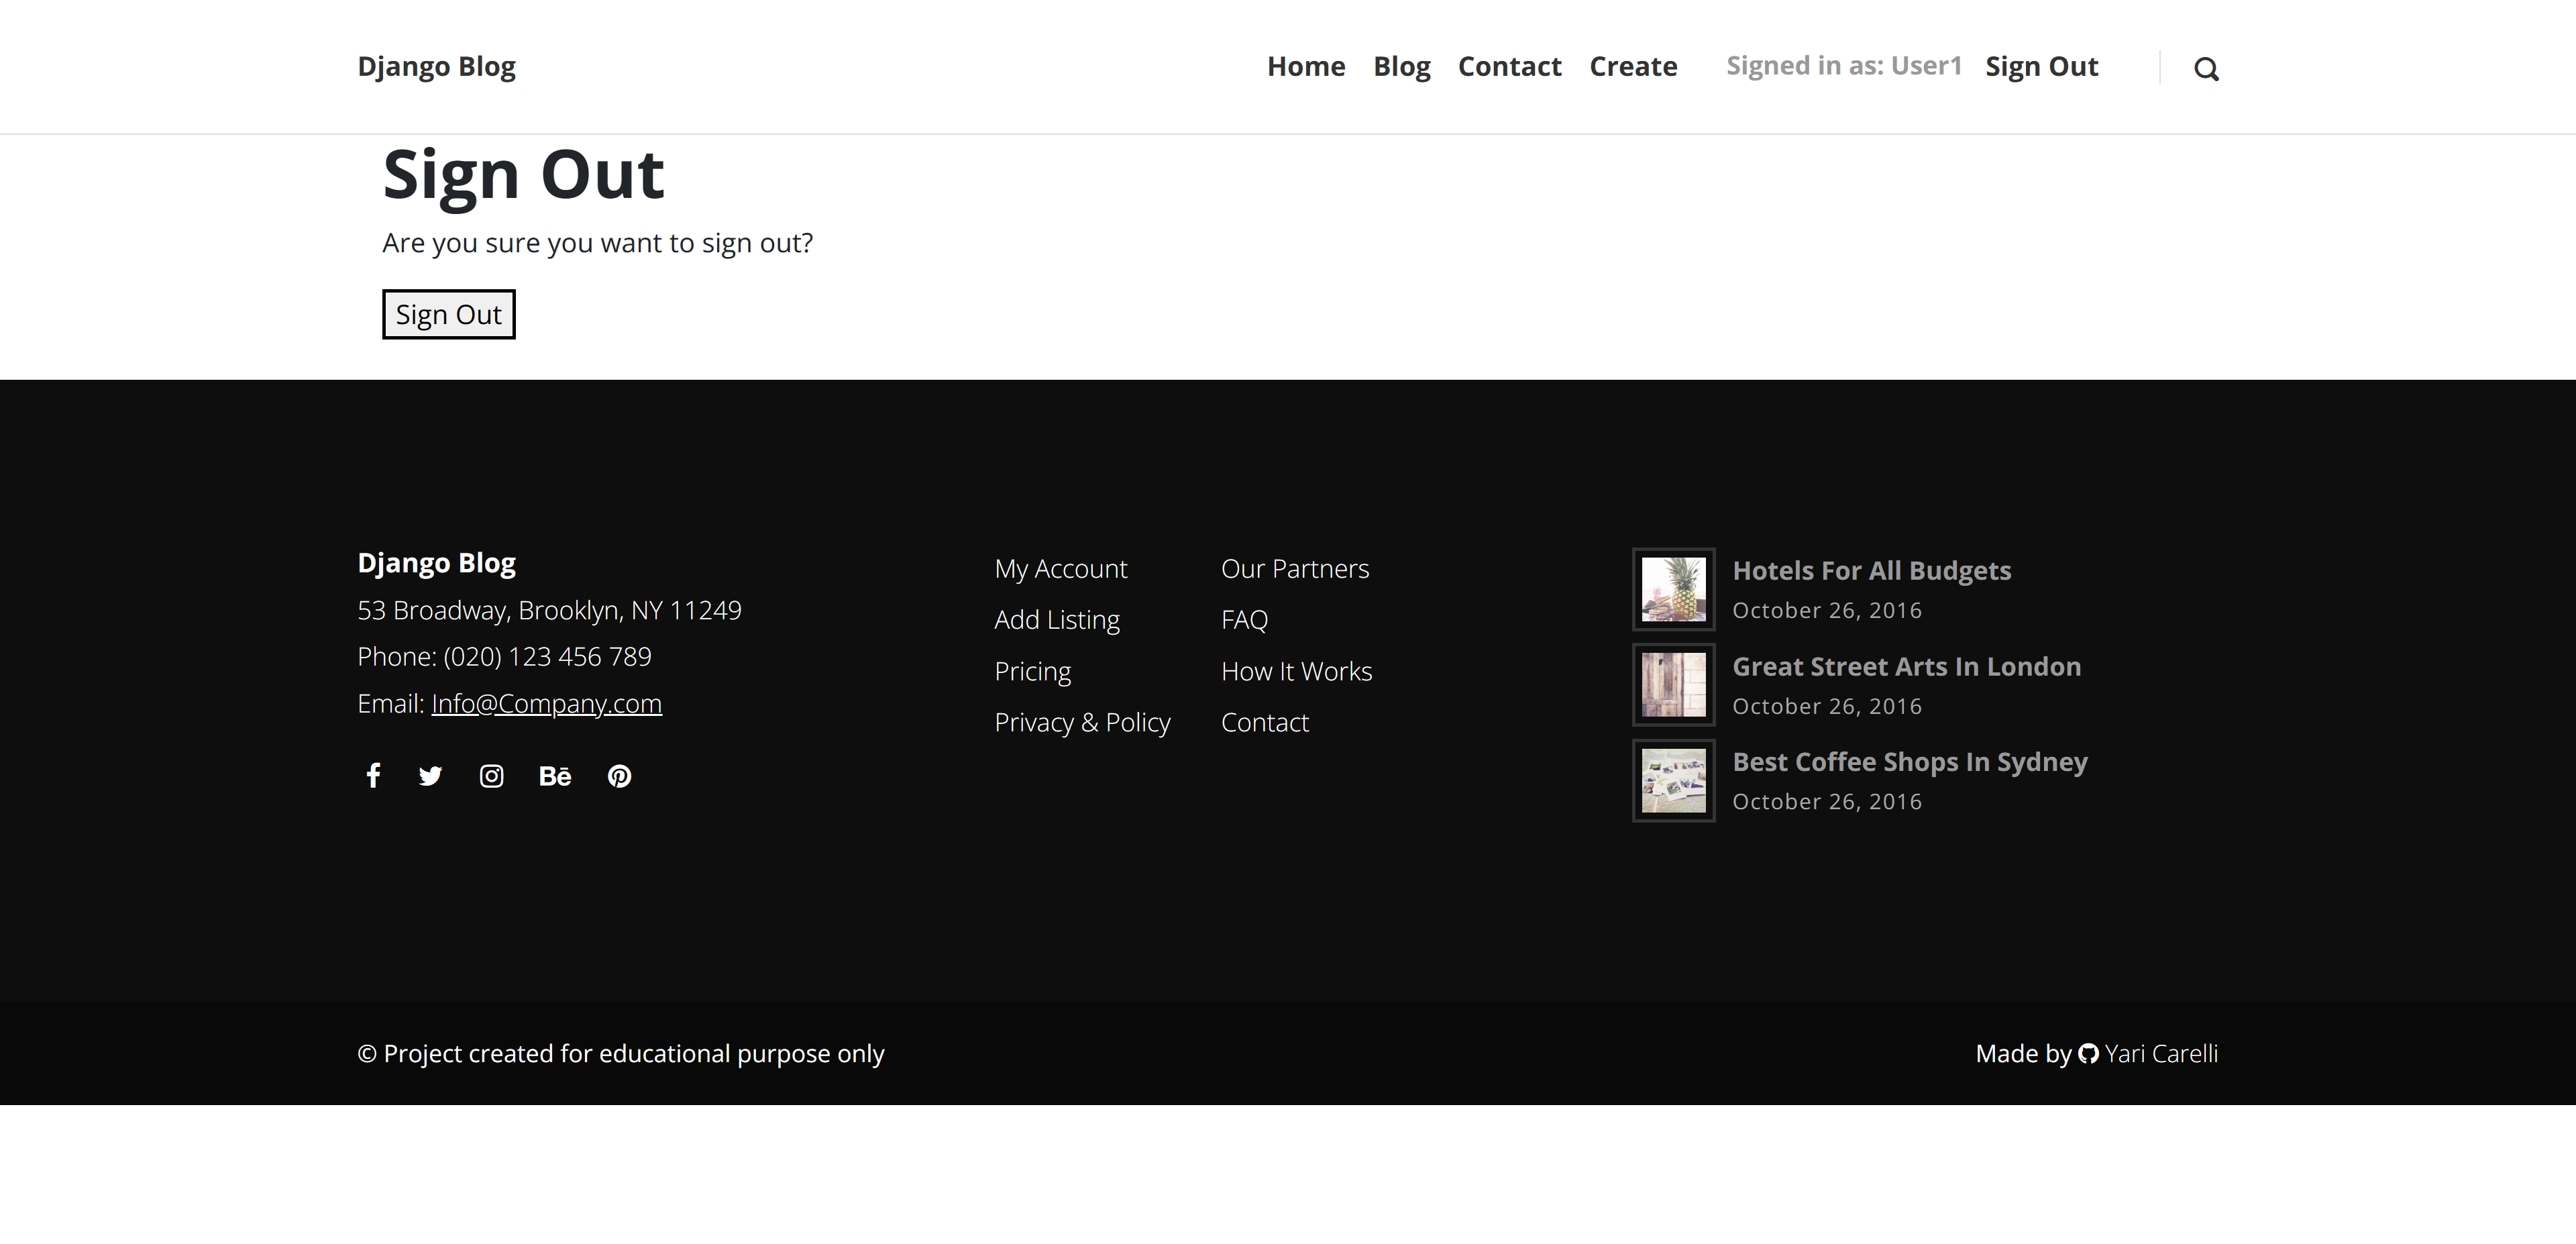 Django Blog
Home Blog Contact Create Signed in as: User1 Sign Out
Sign Out
Are you sure you want to sign out?
Sign Out
Django Blog
53 Broadway, Brooklyn, NY 11249
Phone: (020) 123 456 789
Email: Info@Company.com
Bē
My Account
Add Listing
Pricing
Privacy & Policy
Our Partners
FAQ
How It Works
Contact
Hotels For All Budgets
October 26, 2016
Great Street Arts In London
October 26, 2016
Best Coffee Shops In Sydney
October 26, 2016
© Project created for educational purpose only
Made by Yari Carelli